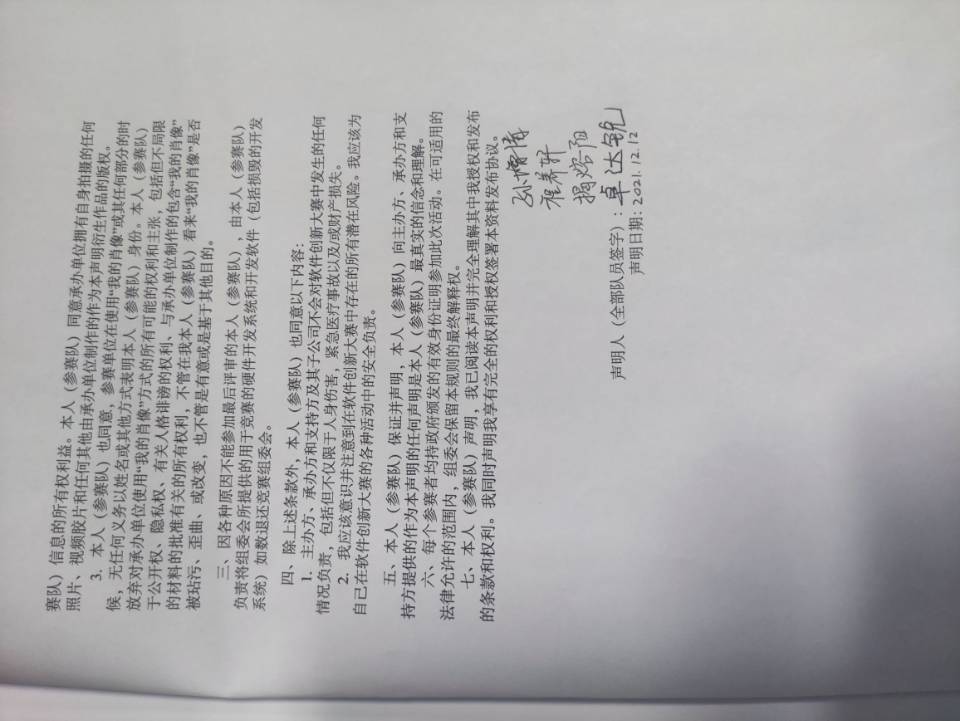 赛队）信息的所有权利益。本人（参赛队）同意承办单位拥有自身拍摄的任何
照片、视频胶片和任何其他由承办单位制作的作为本声明衍生作品的版权。
3. 本人（参赛队）也同意，参赛单位在使用“我的肖像”或其任何部分的时
候，无任何义务以姓名或其他方式表明本人（参赛队）身份。本人（参赛队）
放弃对承办单位使用“我的肖像”方式的所有可能的权利和主张，包括但不局限
于公开权、隐私权、有关人格诽谤的权利、与承办单位制作的包含“我的肖像”
的材料的批准有关的所有权利，不管在我本人（参赛队）看来“我的肖像”是否
被玷污、歪曲、或改变，也不管是有意或是基于其他目的。
三、因各种原因不能参加最后评审的本人（参赛队），由本人（参赛队）
负责将组委会所提供的用于竞赛的硬件开发系统和开发软件（包括损毁的开发
系统）如数退还竞赛组委会。
四、除上述条款外，本人（参赛队）也同意以下内容：
1. 主办方、承办方和支持方及其子公司不会对软件创新大赛中发生的任何
情况负责，包括但不仅限于人身伤害，紧急医疗事故以及/或财产损失。
2. 我应该意识并注意到在软件创新大赛中存在的所有潜在风险。我应该为
自己在软件创新大赛的各种活动中的安全负责。
五、本人（参赛队）保证并声明，本人（参赛队）向主办方、承办方和支
持方提供的作为本声明的任何声明是本人（参赛队）最真实的信念和理解。
六、每个参赛者均持政府颁发的有效身份证明参加此次活动。在可适用的
法律允许的范围内，组委会保留本规则的最终解释权。
七、本人（参赛队）声明，我已阅读本声明并完全理解其中我授权和发布
的条款和权利。我同时声明我享有完全的权利和授权签署本资料发布协议。
程养轩
揭熔阳
声明人（全部队员签字）：卓达锐
声明日期：2021.12.12